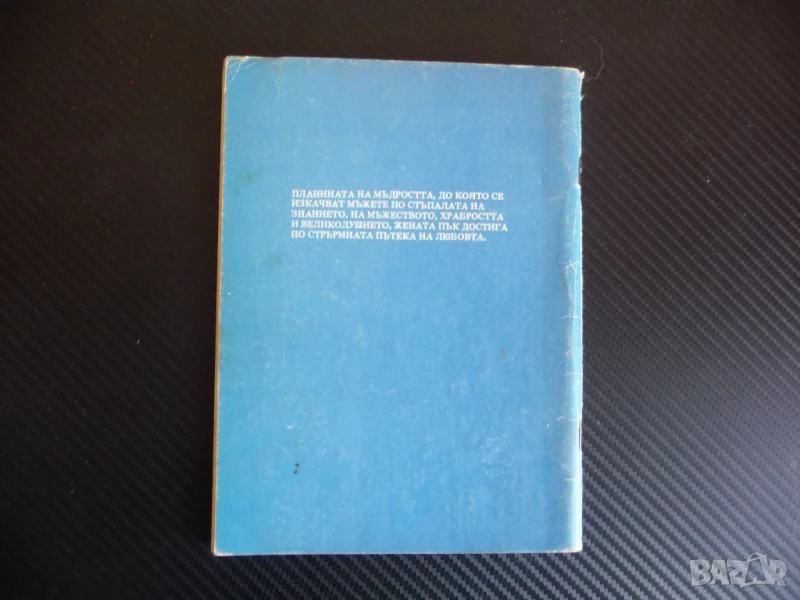 ПЛАНИНАТА НА МЪДРОСТТА, ДО КОЯТО СЕ
ИЗКАЧВАТ МЪЖЕТЕ ПО СТЪПАЛАТА НА
ЗНАНИЕТО, НА МЪЖЕСТВОТО, ХРАБРОСТТА
И ВЕЛИКОДУШИЕТО, ЖЕНАТА ПЪК ДОСТИГА
ПО СТРЪМНАТА ПЪТЕКА НА ЛЮБОВТА.
BAZAR